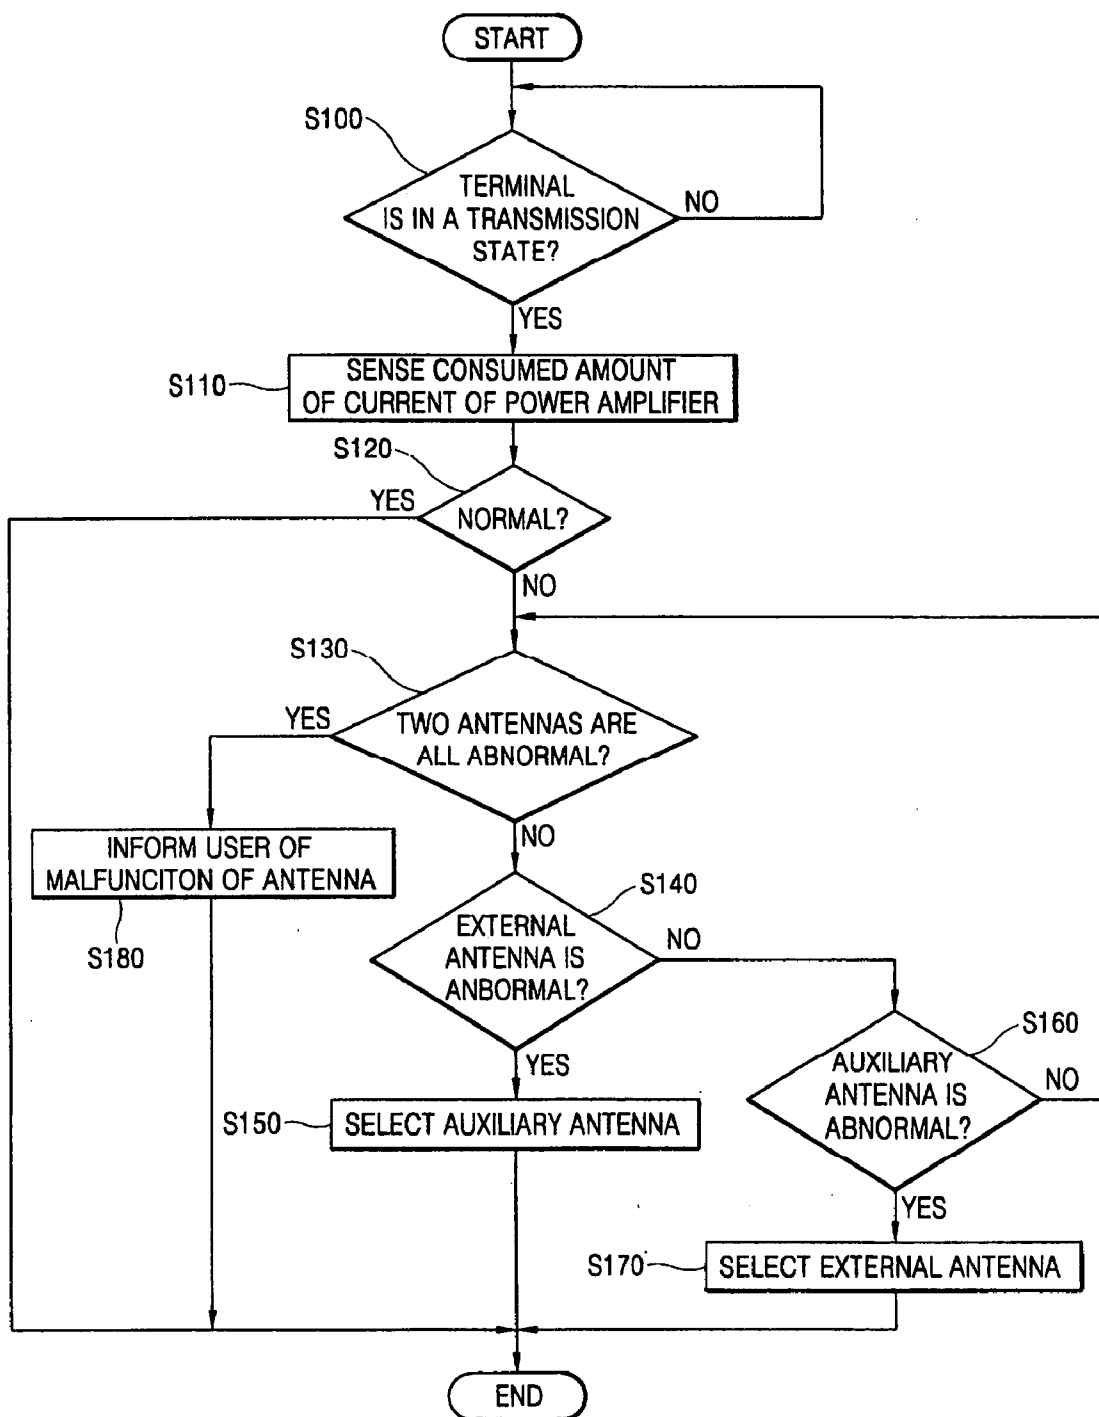 START
S100
TERMINAL
IS IN A TRANSMISSION
STATE?
NO
YES
S110
SENSE CONSUMED AMOUNT
OF CURRENT OF POWER AMPLIFIER
S120
YES
NORMAL?
NO
S130
YES
TWO ANTENNAS ARE
ALL ABNORMAL?
NO
INFORM USER OF
MALFUNCITON OF ANTENNA
S180
S140
EXTERNAL
ANTENNA IS
ANBORMAL?
NO
YES
S160
AUXILIARY
ANTENNA IS
ABNORMAL?
NO
YES
S150
SELECT AUXILIARY ANTENNA
S170
SELECT EXTERNAL ANTENNA
END